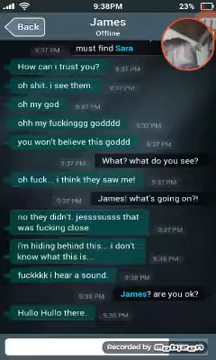 9:38PM
23%
Back
James
Offline
9:37 PM
must find Sara
How can i trust you?
9:37 PM
oh shit. i see them.
9:37 PM
oh my god
9:37 PM
ohh my fuckinggg godddd
9:37 PM
you won't believe this goddd
9:37 PM
9:37 PM
What? what do you see?
oh fuck... i think they saw me!
9:37 PM
9:37 PM
James! what's going on?!
no they didn't. jesssssuss that
was fucking close
9:37 PM
i'm hiding behind this... i don't
know what this is...
9:38 PM
fuckkkk i hear a sound.
9:38 PM
9:38 PM
James? are you ok?
Hullo Hullo there.
9:38 PM
Recorded by Mobizen